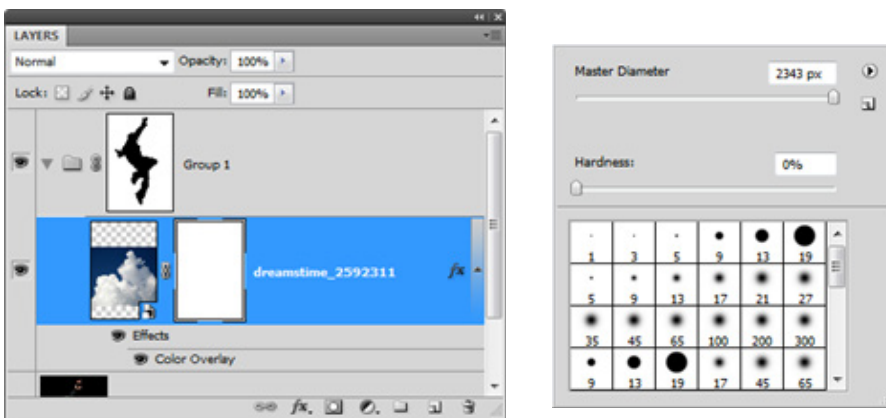 LAYERS
Normal Opacity: 100%
Lock: Fill: 100%
Group 1
dreamstime_2592311 fx
Effects
Color Overlay
fx.
Master Diameter 2343 px
Hardness: 0%
1 3 5 9 13 19
5 9 13 17 21 27
35 45 65 100 200 300
9 13 19 17 45 65